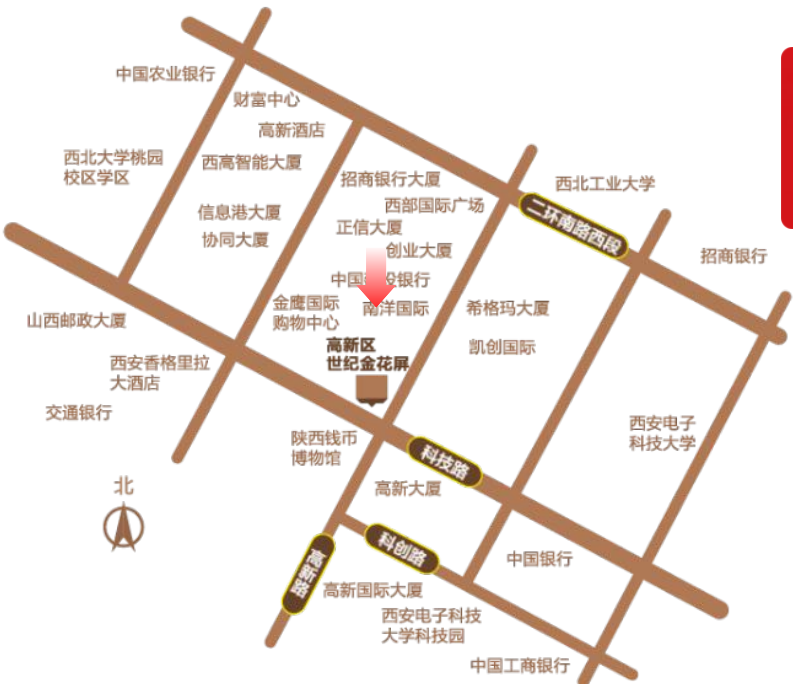 中国农业银行
财富中心
高新酒店
西北大学桃园
校区学区
西高智能大厦
招商银行大厦
西北工业大学
西部国际广场
信息港大厦
正信大厦
二环南路西段
协同大厦
创业大厦
招商银行
中国建设银行
金鹰国际
购物中心
南洋国际
希格玛大厦
山西邮政大厦
高新区
世纪金花屏
凯创国际
西安香格里拉
大酒店
交通银行
西安电子
科技大学
陕西钱币
博物馆
科技路
北
高新大厦
科创路
中国银行
高新路
高新国际大厦
西安电子科技
大学科技园
中国工商银行